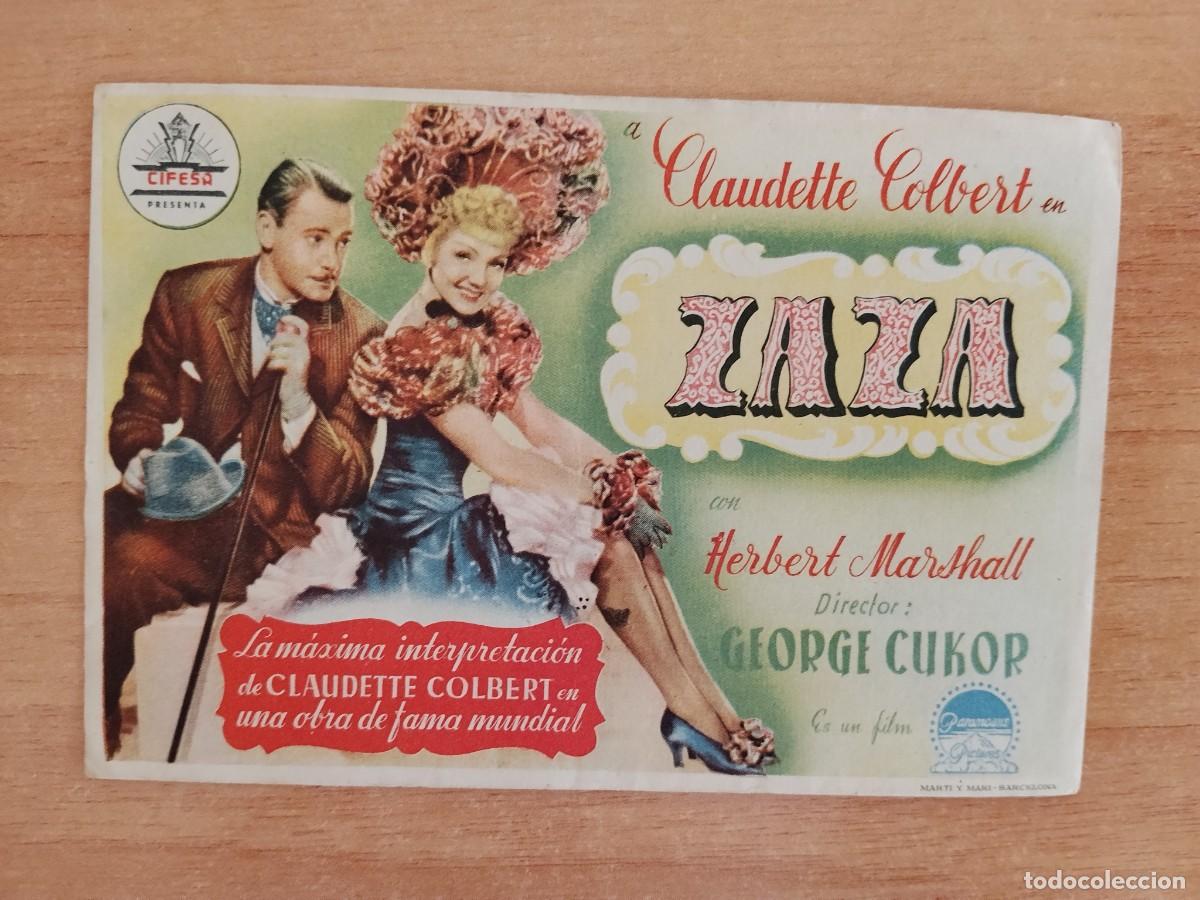 CIFESA
PRESENTA
a Claudette Colbert en
ZAZA
con
Herbert Marshall
Director:
GEORGE CUKOR
Es un film
Paramount
Pictures
La máxima interpretación
de CLAUDETTE COLBERT en
una obra de fama mundial
MARTI Y MARI - BARCELONA
todocoleccion